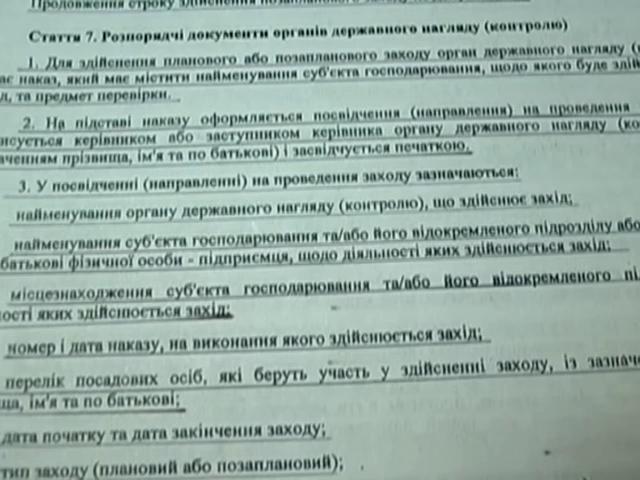 Продовження строку здійснення
Стаття 7. Розпорядчі документи органів державного нагляду (контролю)
1. Для здійснення планового або позапланового заходу орган державного нагляду (
ає наказ, який має містити найменування суб'єкта господарювання, щодо якого буде здій
д, та предмет перевірки.
2. На підставі наказу оформляється посвідчення (направлення) на проведення
исується керівником або заступником керівника органу державного нагляду (ко
аченням прізвища, ім'я та по батькові) і засвідчується печаткою.
3. У посвідченні (направленні) на проведення заходу зазначаються:
найменування органу державного нагляду (контролю), що здійснює захід;
найменування суб'єкта господарювання та/або його відокремленого підрозділу або
батькові фізичної особи - підприємця, щодо діяльності яких здійснюється захід;
місцезнаходження суб'єкта господарювання та/або його відокремленого пі
ності яких здійснюється захід;
номер і дата наказу, на виконання якого здійснюється захід;
перелік посадових осіб, які беруть участь у здійсненні заходу, із зазначе
ща, ім'я та по батькові;
дата початку та дата закінчення заходу;
тип заходу (плановий або позаплановий);